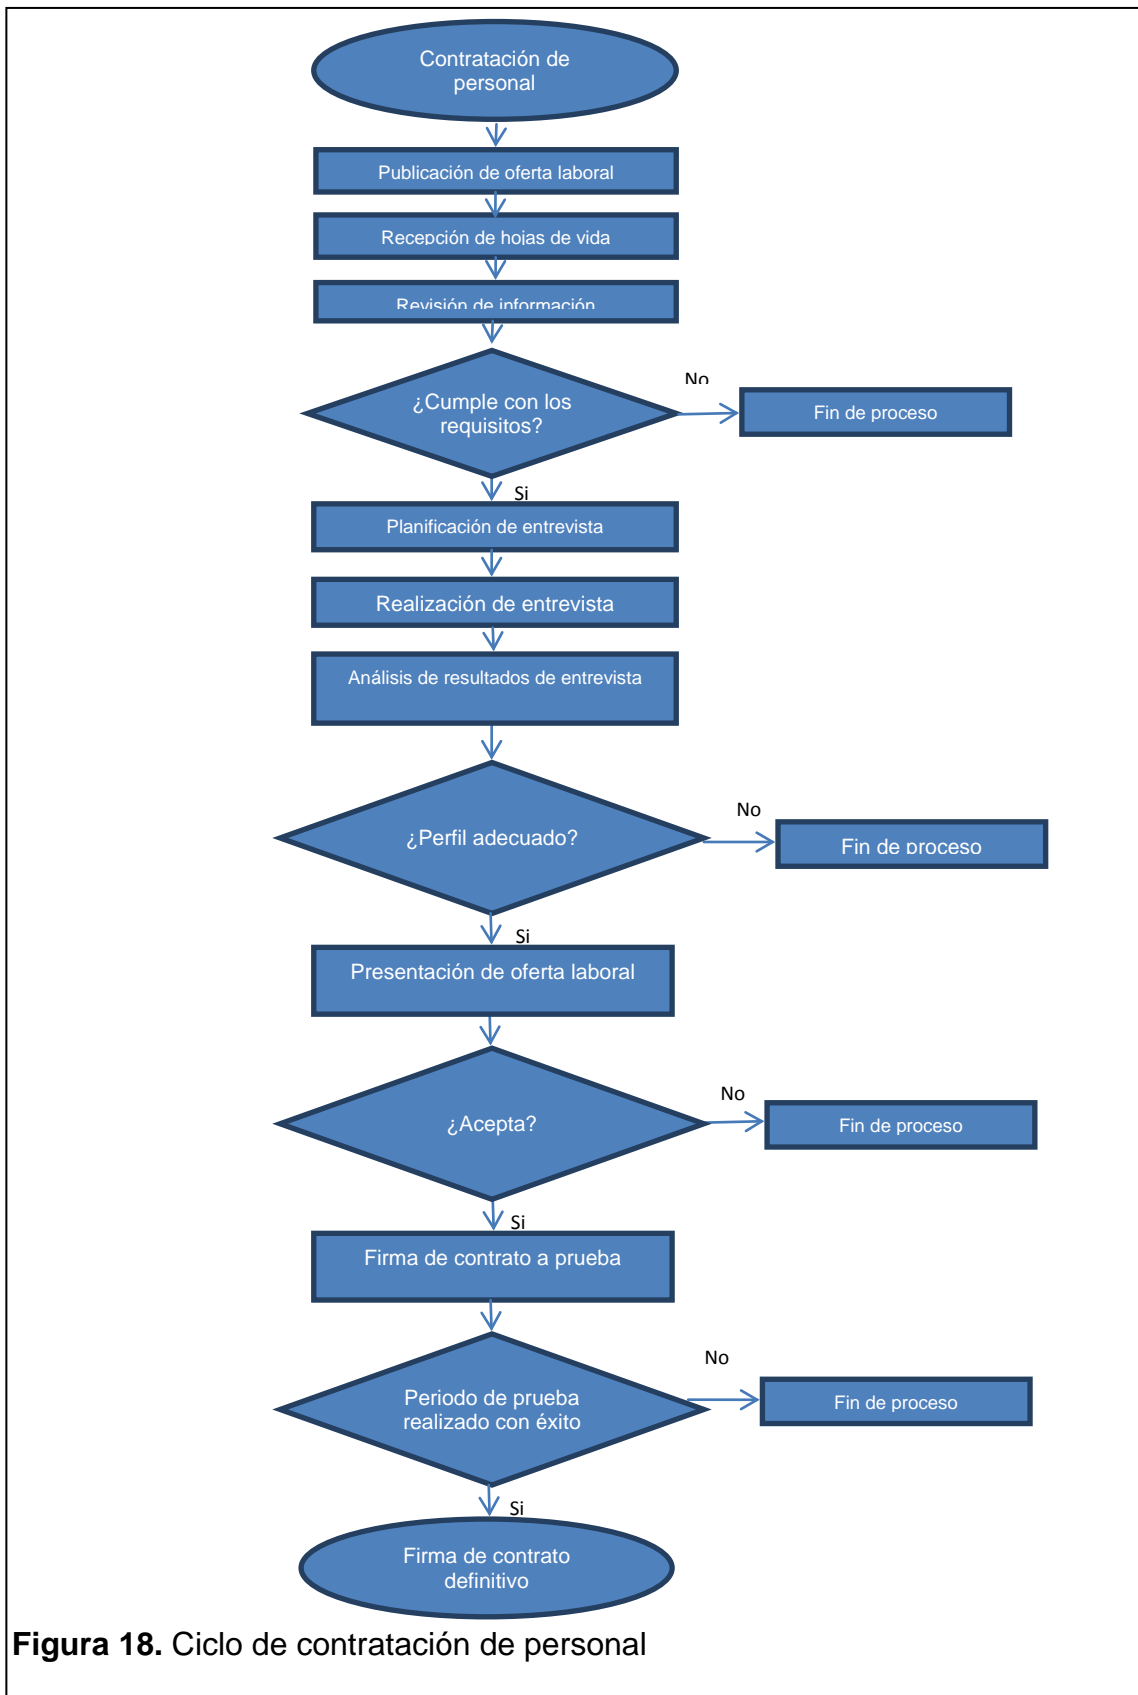 Contratación de
personal
Publicación de oferta laboral
Recepción de hojas de vida
Revisión de información
¿Cumple con los
requisitos?
No
Fin de proceso
Si
Planificación de entrevista
Realización de entrevista
Análisis de resultados de entrevista
¿Perfil adecuado?
No
Fin de proceso
Si
Presentación de oferta laboral
¿Acepta?
No
Fin de proceso
Si
Firma de contrato a prueba
Periodo de prueba
realizado con éxito
No
Fin de proceso
Si
Firma de contrato
definitivo
Figura 18. Ciclo de contratación de personal